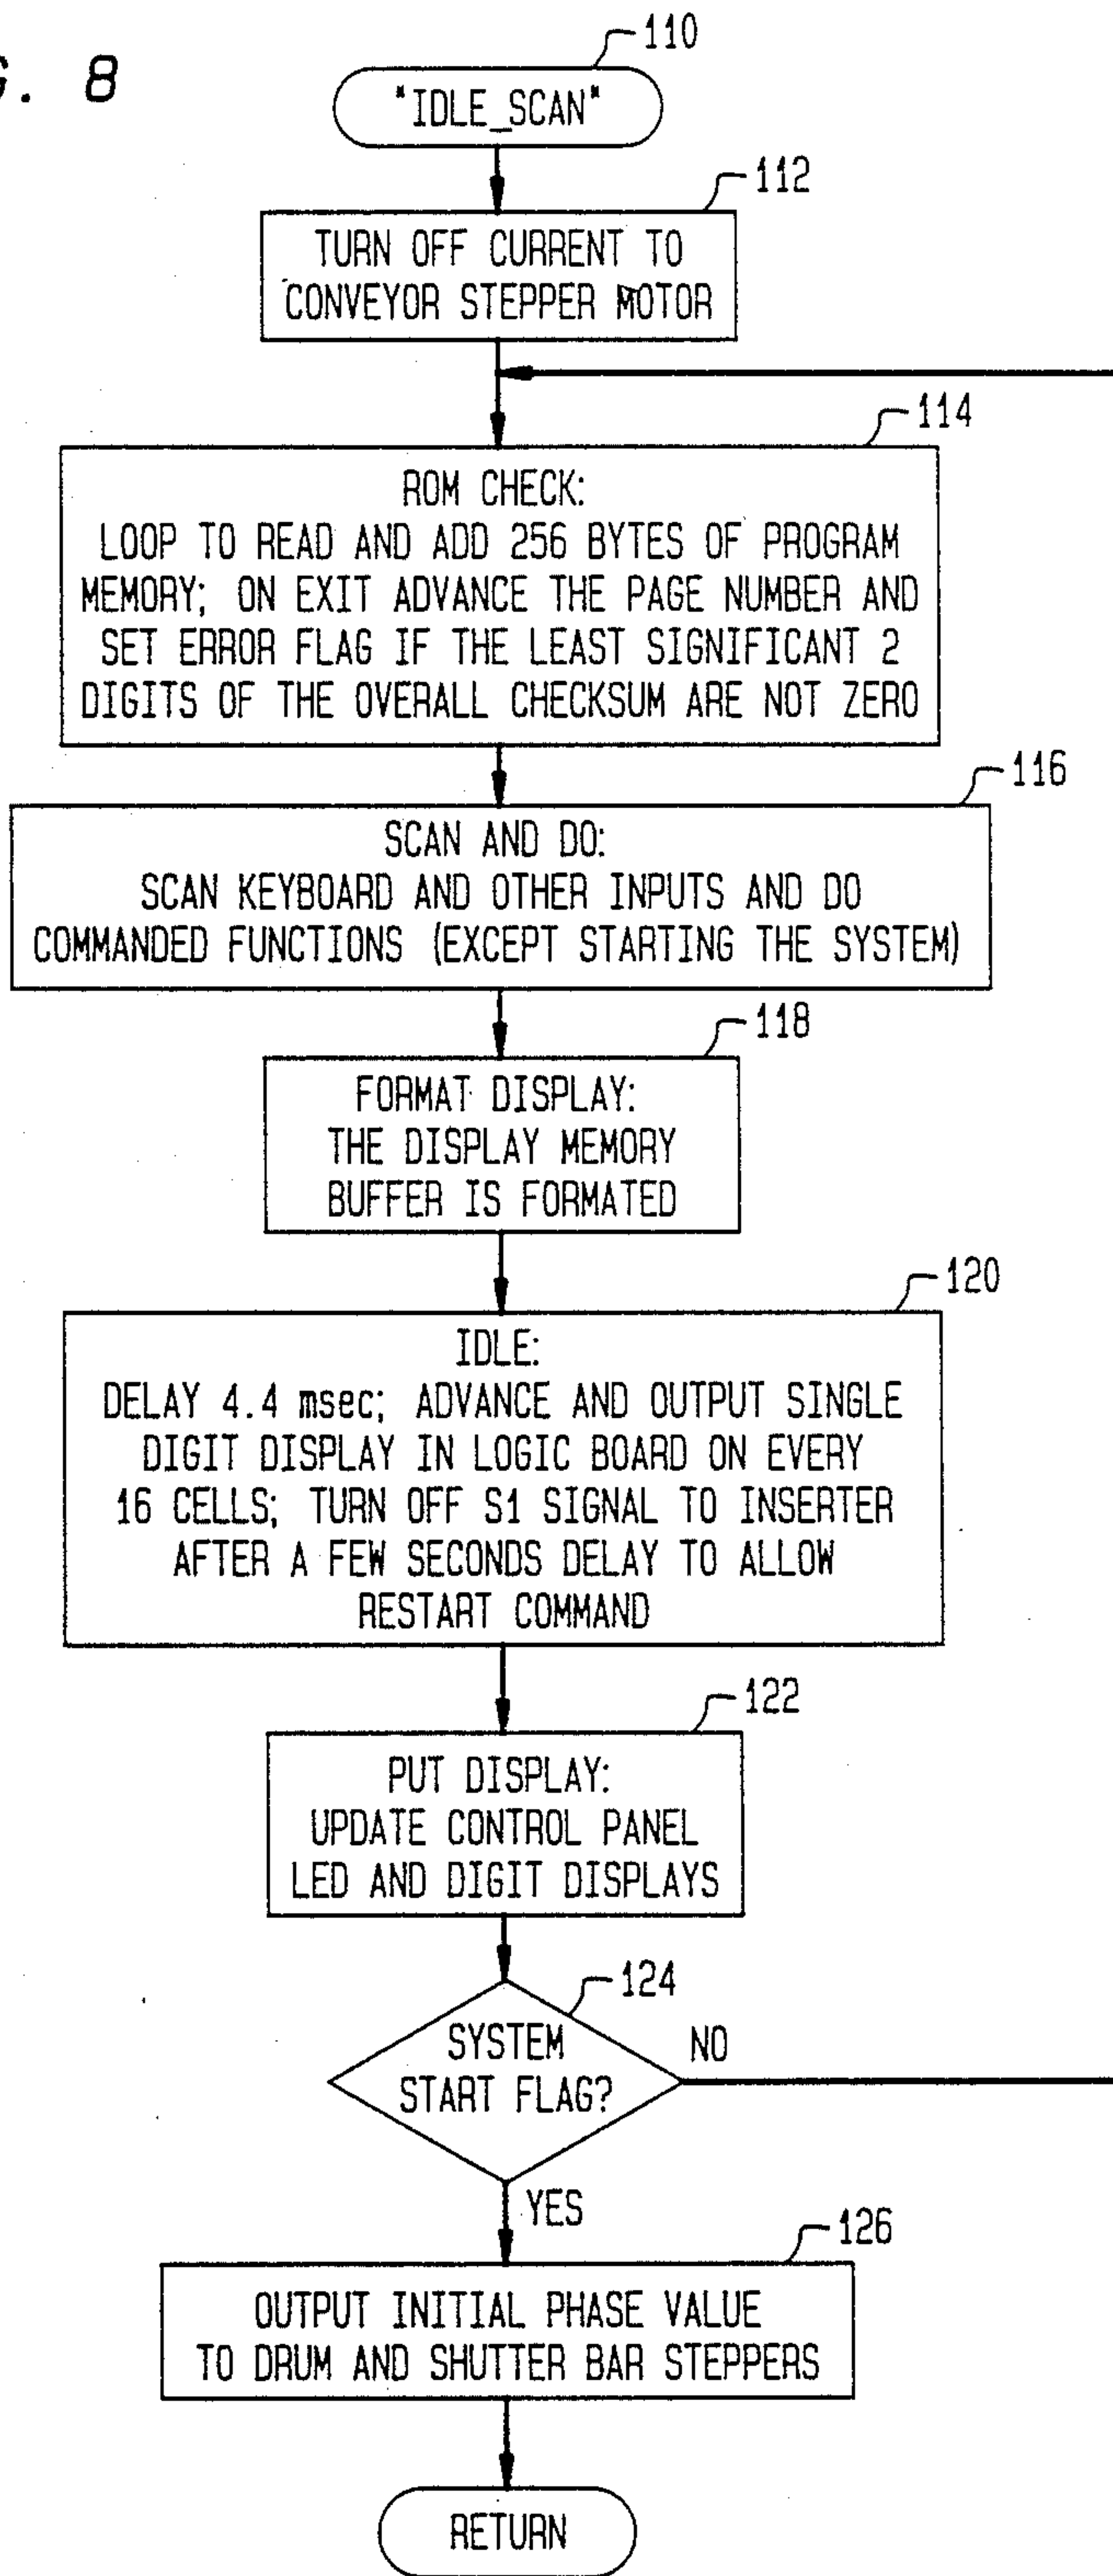 G. 8
110
"IDLE_SCAN"
112
TURN OFF CURRENT TO
CONVEYOR STEPPER MOTOR
114
ROM CHECK:
LOOP TO READ AND ADD 256 BYTES OF PROGRAM
MEMORY; ON EXIT ADVANCE THE PAGE NUMBER AND
SET ERROR FLAG IF THE LEAST SIGNIFICANT 2
DIGITS OF THE OVERALL CHECKSUM ARE NOT ZERO
116
SCAN AND DO:
SCAN KEYBOARD AND OTHER INPUTS AND DO
COMMANDED FUNCTIONS (EXCEPT STARTING THE SYSTEM)
118
FORMAT DISPLAY:
THE DISPLAY MEMORY
BUFFER IS FORMATED
120
IDLE:
DELAY 4.4 msec; ADVANCE AND OUTPUT SINGLE
DIGIT DISPLAY IN LOGIC BOARD ON EVERY
16 CELLS; TURN OFF S1 SIGNAL TO INSERTER
AFTER A FEW SECONDS DELAY TO ALLOW
RESTART COMMAND
122
PUT DISPLAY:
UPDATE CONTROL PANEL
LED AND DIGIT DISPLAYS
124
SYSTEM
START FLAG?
NO
YES
126
OUTPUT INITIAL PHASE VALUE
TO DRUM AND SHUTTER BAR STEPPERS
RETURN